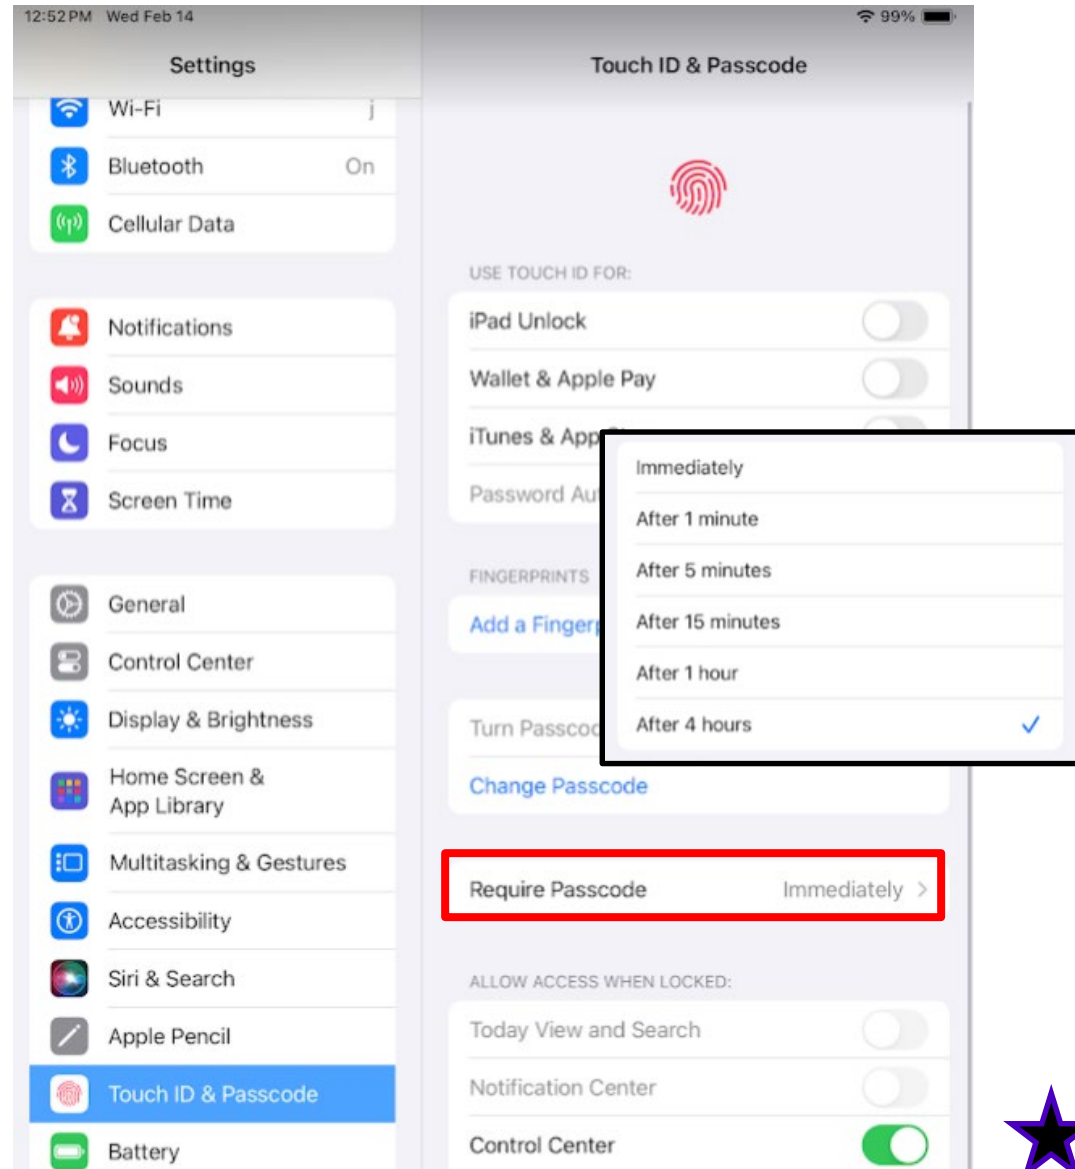 12:52 PM Wed Feb 14
99%
Settings
Wi-Fi j
Bluetooth On
Cellular Data
Notifications
Sounds
Focus
Screen Time
General
Control Center
Display & Brightness
Home Screen &
App Library
Multitasking & Gestures
Accessibility
Siri & Search
Apple Pencil
Touch ID & Passcode
Battery
Touch ID & Passcode
USE TOUCH ID FOR:
iPad Unlock
Wallet & Apple Pay
iTunes & App
Password Au
FINGERPRINTS
Add a Finger
Turn Passcod
Change Passcode
Immediately
After 1 minute
After 5 minutes
After 15 minutes
After 1 hour
After 4 hours
Require Passcode Immediately
ALLOW ACCESS WHEN LOCKED:
Today View and Search
Notification Center
Control Center